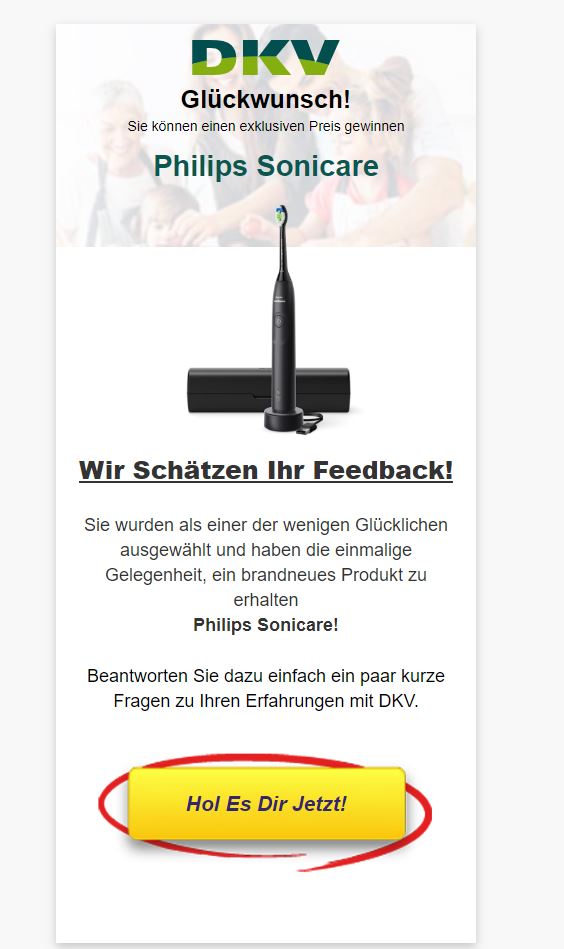 DKV
Glückwunsch!
Sie können einen exklusiven Preis gewinnen
Philips Sonicare
Wir Schätzen Ihr Feedback!
Sie wurden als einer der wenigen Glücklichen
ausgewählt und haben die einmalige
Gelegenheit, ein brandneues Produkt zu
erhalten
Philips Sonicare!
Beantworten Sie dazu einfach ein paar kurze
Fragen zu Ihren Erfahrungen mit DKV.
Hol Es Dir Jetzt!